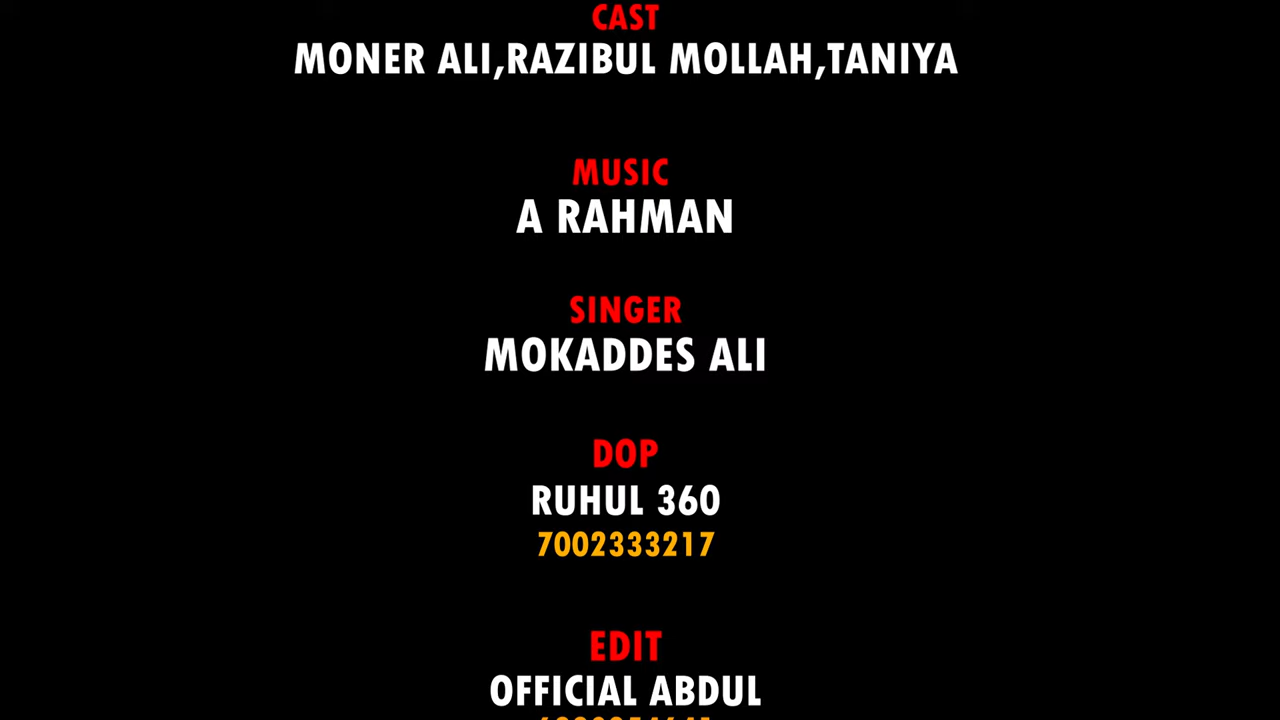 CAST
MONER ALI,RAZIBUL MOLLAH,TANIYA
MUSIC
A RAHMAN
SINGER
MOKADDES ALI
DOP
RUHUL 360
7002333217
EDIT
OFFICIAL ABDUL